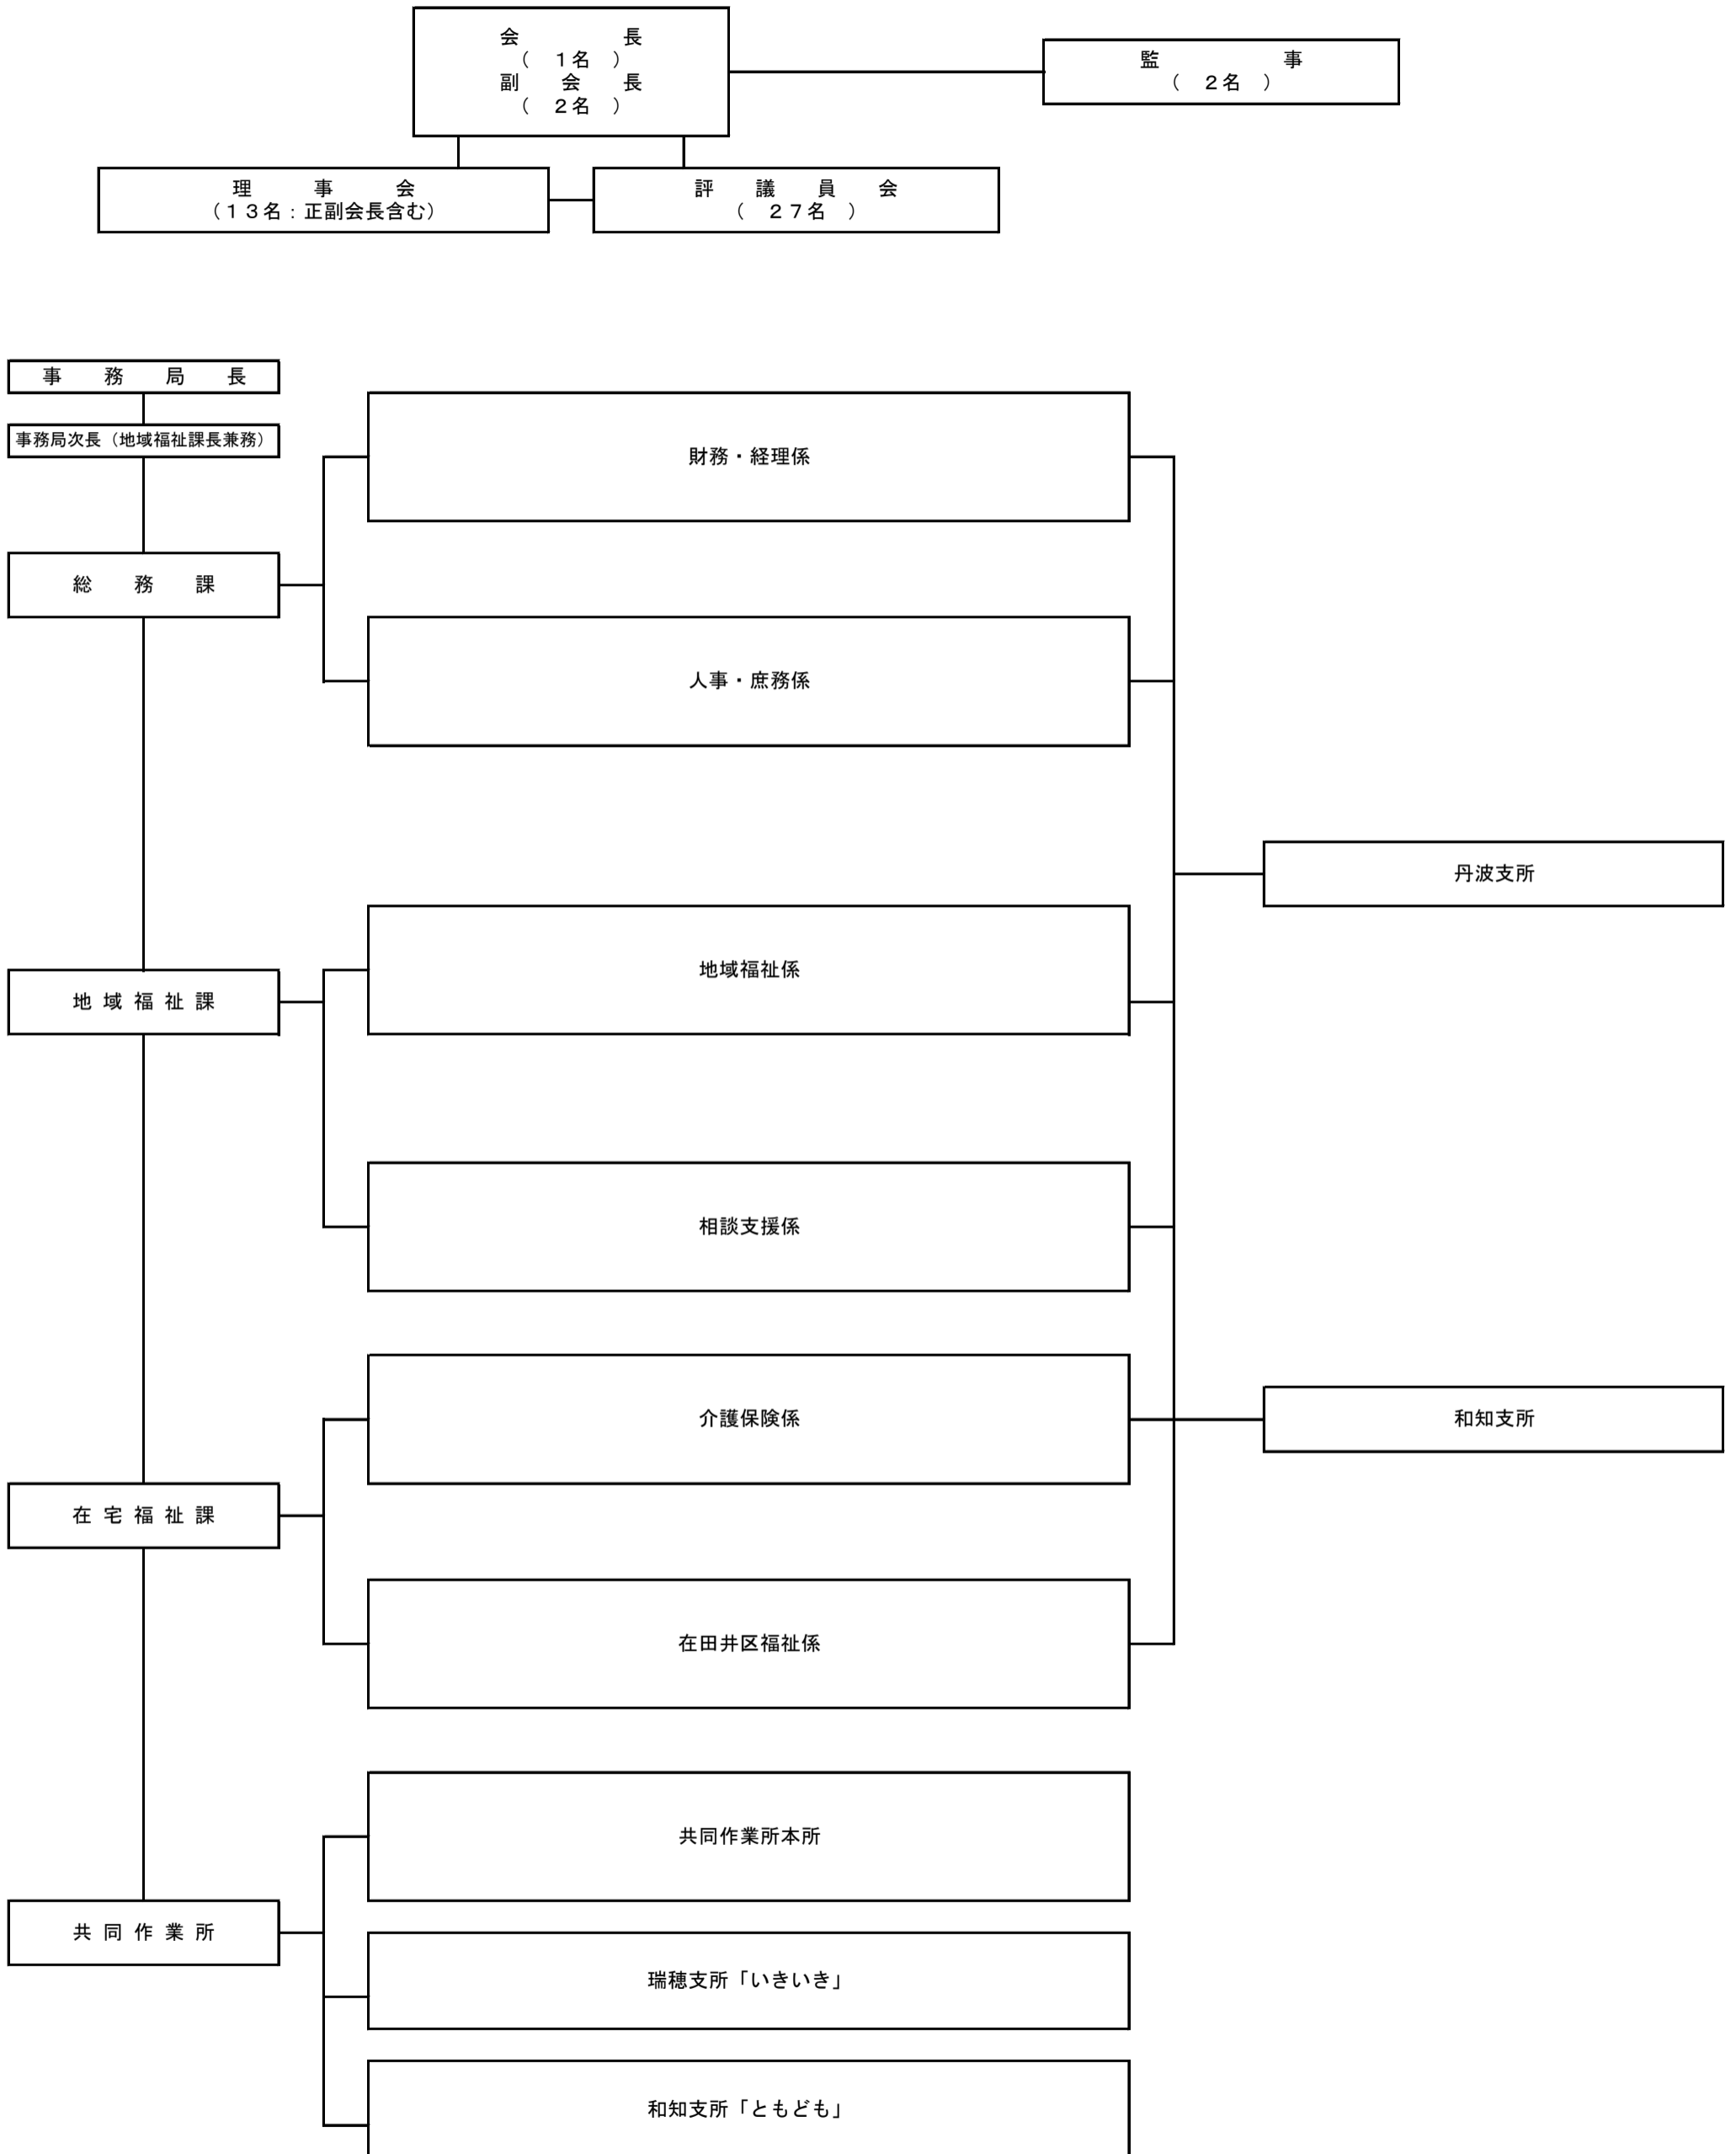 会長
（　１名　）
副会長
（　２名　）
監事
（　２名　）
理事会
（１３名：正副会長含む）
評議員会
（　２７名　）
事務局長
事務局次長（地域福祉課長兼務）
財務・経理係
総務課
人事・庶務係
丹波支所
地域福祉係
地域福祉課
相談支援係
介護保険係
和知支所
在宅福祉課
在田井区福祉係
共同作業所本所
共同作業所
瑞穂支所「いきいき」
和知支所「ともども」